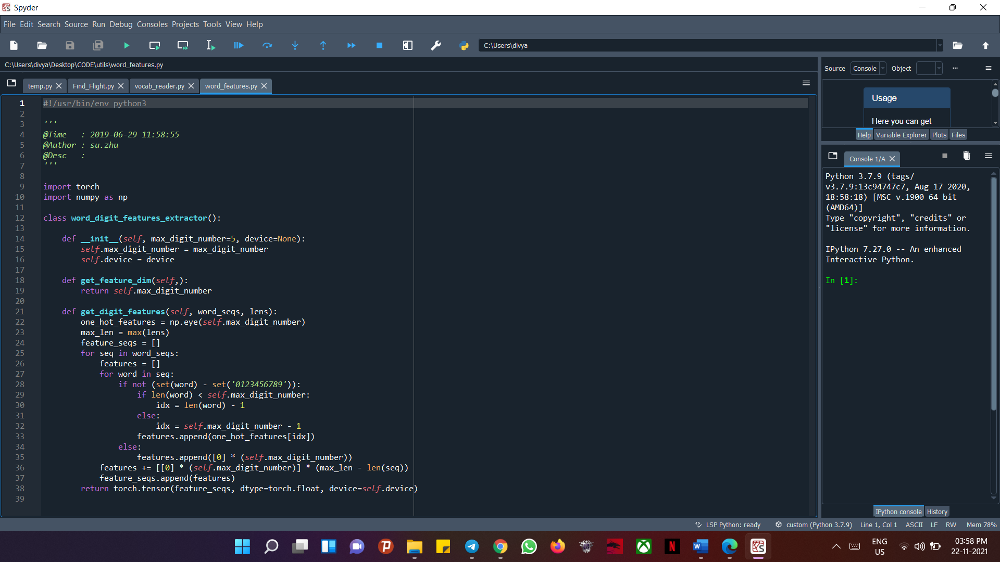 Spyder
File Edit Search Source Run Debug Consoles Projects Tools View Help
C:\Users\divya
C:\Users\divya\Desktop\CODE\utils\word_features.py
temp.py Find_Flight.py vocab_reader.py word_features.py
1 #!/usr/bin/env python3
2
3 '''
4 @Time   : 2019-06-29 11:58:55
5 @Author : su.zhu
6 @Desc   :
7 '''
8
9 import torch
10 import numpy as np
11
12 class word_digit_features_extractor():
13
14     def __init__(self, max_digit_number=5, device=None):
15         self.max_digit_number = max_digit_number
16         self.device = device
17
18     def get_feature_dim(self,):
19         return self.max_digit_number
20
21     def get_digit_features(self, word_seqs, lens):
22         one_hot_features = np.eye(self.max_digit_number)
23         max_len = max(lens)
24         feature_seqs = []
25         for seq in word_seqs:
26             features = []
27             for word in seq:
28                 if not (set(word) - set('0123456789')):
29                     if len(word) < self.max_digit_number:
30                         idx = len(word) - 1
31                     else:
32                         idx = self.max_digit_number - 1
33                     features.append(one_hot_features[idx])
34                 else:
35                     features.append([0] * (self.max_digit_number))
36             features += [[0] * (self.max_digit_number)] * (max_len - len(seq))
37             feature_seqs.append(features)
38         return torch.tensor(feature_seqs, dtype=torch.float, device=self.device)
39
Source Console Object
Usage
Here you can get
Help Variable Explorer Plots Files
Console 1/A
Python 3.7.9 (tags/
v3.7.9:13c94747c7, Aug 17 2020,
18:58:18) [MSC v.1900 64 bit
(AMD64)]
Type "copyright", "credits" or
"license" for more information.
IPython 7.27.0 -- An enhanced
Interactive Python.
In [1]:
IPython console History
LSP Python: ready custom (Python 3.7.9) Line 1, Col 1 ASCII LF RW Mem 78%
ENG
US
03:58 PM
22-11-2021